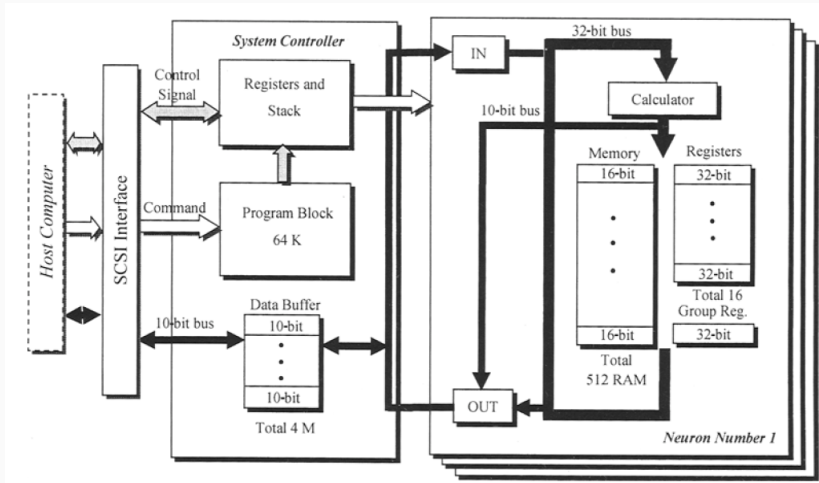 Host Computer
SCSI Interface
System Controller
Control
Signal
Registers and
Stack
Command
Program Block
64 K
Data Buffer
10-bit bus
10-bit
10-bit
Total 4 M
IN
32-bit bus
Calculator
10-bit bus
Memory
16-bit
16-bit
Total
512 RAM
Registers
32-bit
32-bit
Total 16
Group Reg.
32-bit
OUT
Neuron Number 1